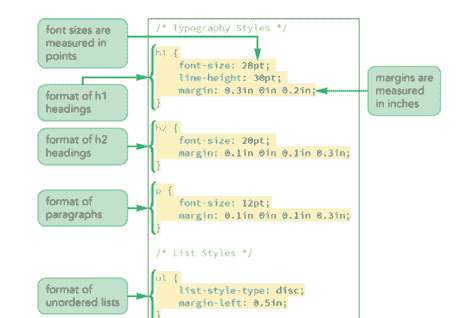 font sizes are
measured in
points
format of h1
headings
format of h2
headings
format of
paragraphs
format of
unordered lists
margins are
measured
in inches
/* Typography Styles */
h1 {
font-size: 28pt;
line-height: 30pt;
margin: 0.3in 0in 0.2in;
}
h2 {
font-size: 20pt;
margin: 0.1in 0in 0.1in 0.3in;
}
p {
font-size: 12pt;
margin: 0.1in 0in 0.1in 0.3in;
}
/* List Styles */
ul {
list-style-type: disc;
margin-left: 0.5in;
}